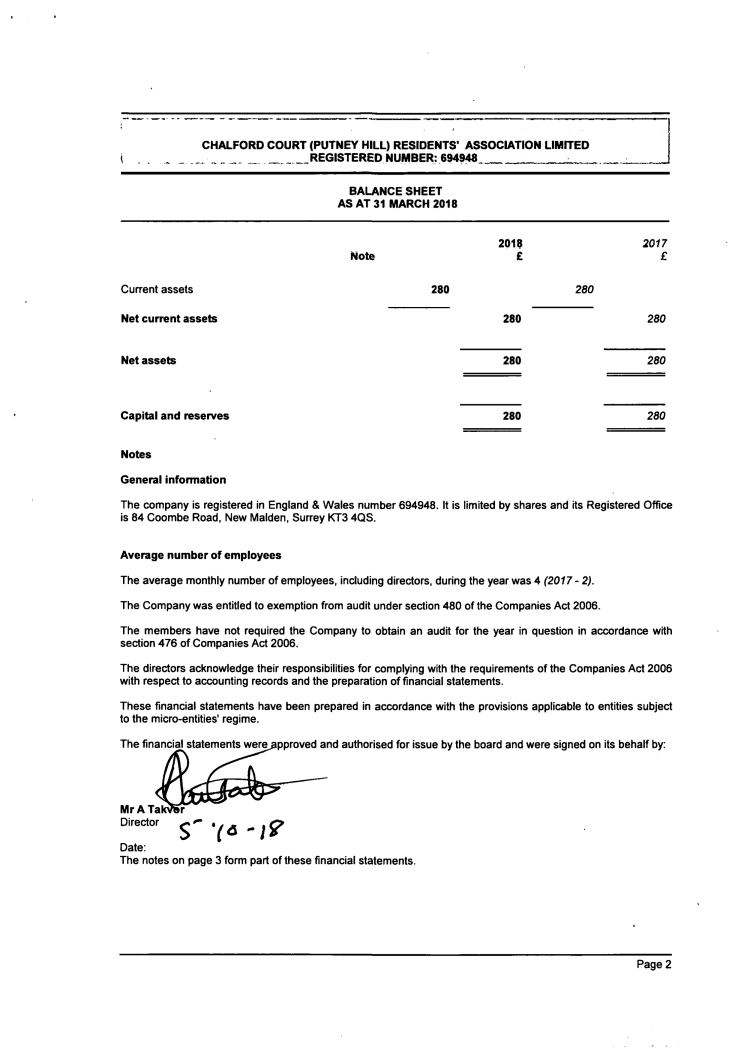 CHALFORD COURT (PUTNEY HILL) RESIDENTS' ASSOCIATION LIMITED
REGISTERED NUMBER: 694948
BALANCE SHEET
AS AT 31 MARCH 2018
2018 2017
Note £ £
Current assets 280 280
Net current assets 280 280
Net assets 280 280
Capital and reserves 280 280
Notes
General information
The company is registered in England & Wales number 694948. It is limited by shares and its Registered Office
is 84 Coombe Road, New Malden, Surrey KT3 4QS.
Average number of employees
The average monthly number of employees, including directors, during the year was 4 (2017 - 2).
The Company was entitled to exemption from audit under section 480 of the Companies Act 2006.
The members have not required the Company to obtain an audit for the year in question in accordance with
section 476 of Companies Act 2006.
The directors acknowledge their responsibilities for complying with the requirements of the Companies Act 2006
with respect to accounting records and the preparation of financial statements.
These financial statements have been prepared in accordance with the provisions applicable to entities subject
to the micro-entities' regime.
The financial statements were approved and authorised for issue by the board and were signed on its behalf by:
Mr A Takvor
Director
5-10-18
Date:
The notes on page 3 form part of these financial statements.
Page 2